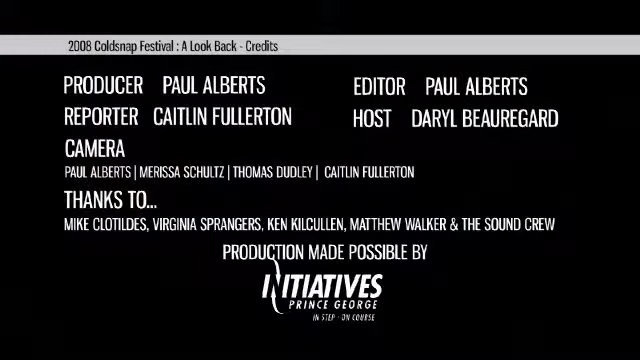 2008 Coldsnap Festival : A Look Back - Credits
PRODUCER PAUL ALBERTS EDITOR PAUL ALBERTS
REPORTER CAITLIN FULLERTON HOST DARYL BEAUREGARD
CAMERA
PAUL ALBERTS | MERISSA SCHULTZ | THOMAS DUDLEY | CAITLIN FULLERTON
THANKS TO...
MIKE CLOTILDES, VIRGINIA SPRANGERS, KEN KILCULLEN, MATTHEW WALKER & THE SOUND CREW
PRODUCTION MADE POSSIBLE BY
INITIATIVES
PRINCE GEORGE
IN STEP · ON COURSE